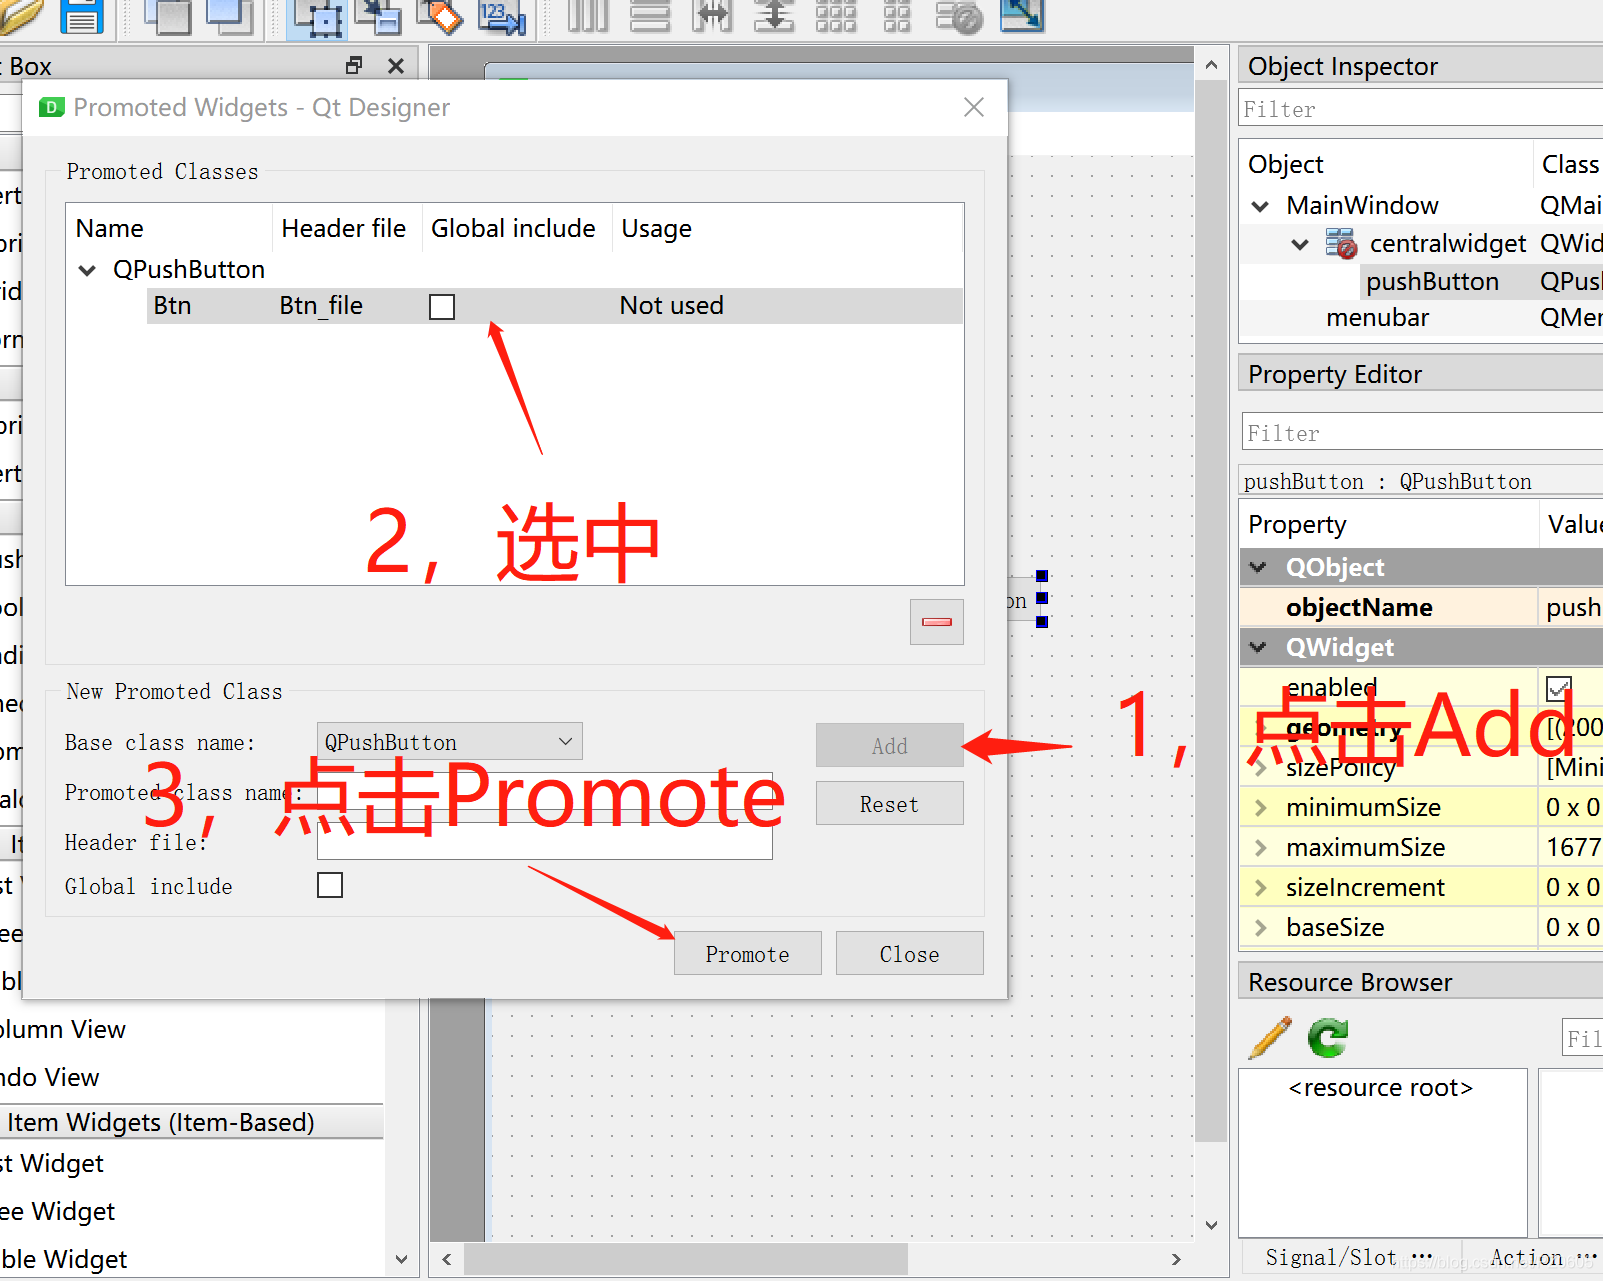 123
: Box
Promoted Widgets - Qt Designer
Promoted Classes
Name Header file Global include Usage
QPushButton
Btn Btn_file Not used
2，选中
New Promoted Class
Base class name: QPushButton Add
1，点击Add
Promoted class name:
3，点击Promote
Reset
Header file:
Global include
Promote Close
olumn View
ndo View
Item Widgets (Item-Based)
st Widget
ee Widget
ble Widget
on
Object Inspector
Filter
Object Class
MainWindow QMai
centralwidget QWid
pushButton QPus
menubar QMer
Property Editor
Filter
pushButton : QPushButton
Property Value
QObject
objectName push
QWidget
enabled
geometry [(200
sizePolicy [Mini
minimumSize 0 x 0
maximumSize 1677
sizeIncrement 0 x 0
baseSize 0 x 0
Resource Browser
Fil
<resource root>
Signal/Slot ... Action ...